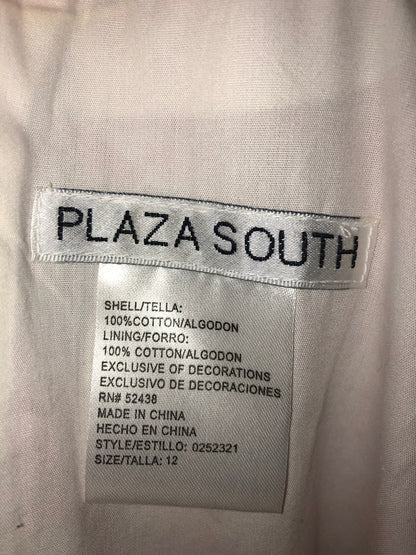 PLAZA SOUTH
SHELL/TELLA:
100%COTTON/ALGODON
LINING/FORRO:
100% COTTON/ALGODON
EXCLUSIVE OF DECORATIONS
EXCLUSIVO DE DECORACIONES
RN# 52438
MADE IN CHINA
HECHO EN CHINA
STYLE/ESTILLO: 0252321
SIZE/TALLA: 12